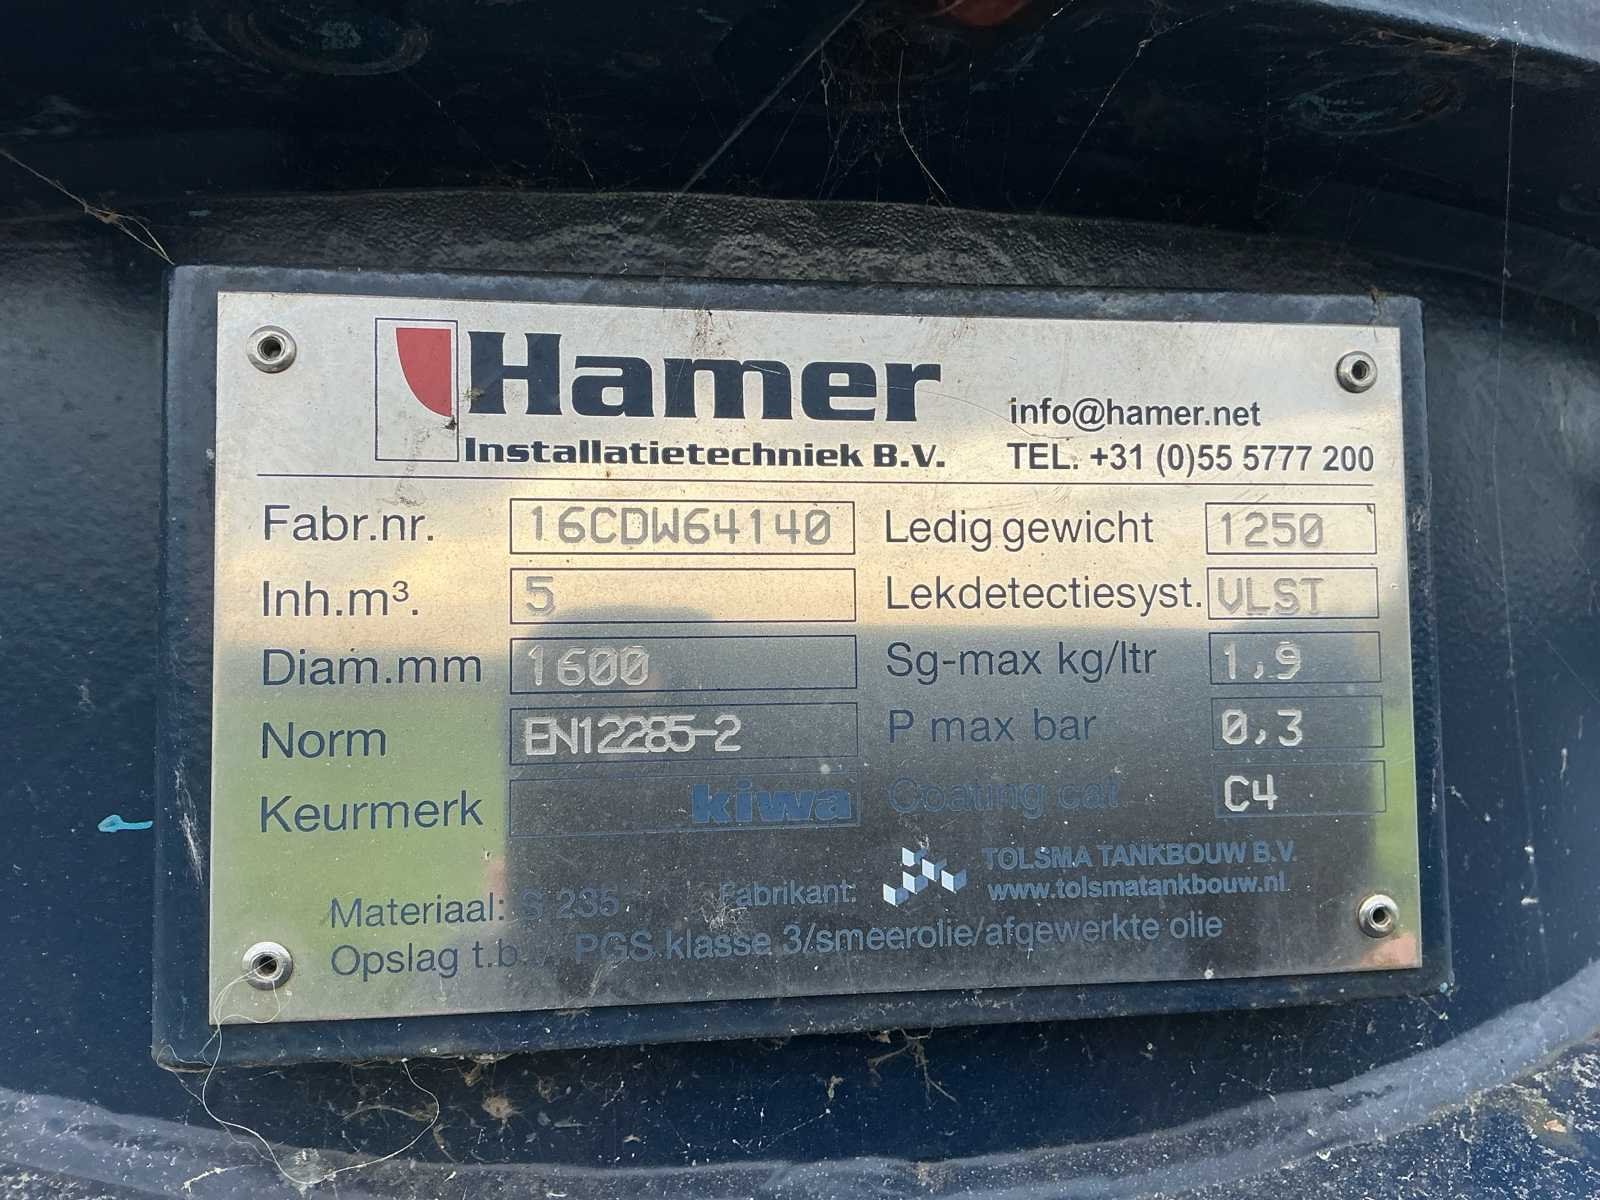 Hamer
Installatietechniek B.V.
info@hamer.net
TEL. +31 (0)55 5777 200
Fabr.nr. 16CDW64140 Ledig gewicht 1250
Inh.m³. 5 Lekdetectiesyst. VLST
Diam.mm 1600 Sg-max kg/ltr 1,9
Norm EN12285-2 P max bar 0,3
Keurmerk kiwa Coating cat C4
TOLSMA TANKBOUW B.V.
Materiaal: S 235 Fabrikant: www.tolsmatankbouw.nl
Opslag t.b.v. PGS klasse 3/smeerolie/afgewerkte olie